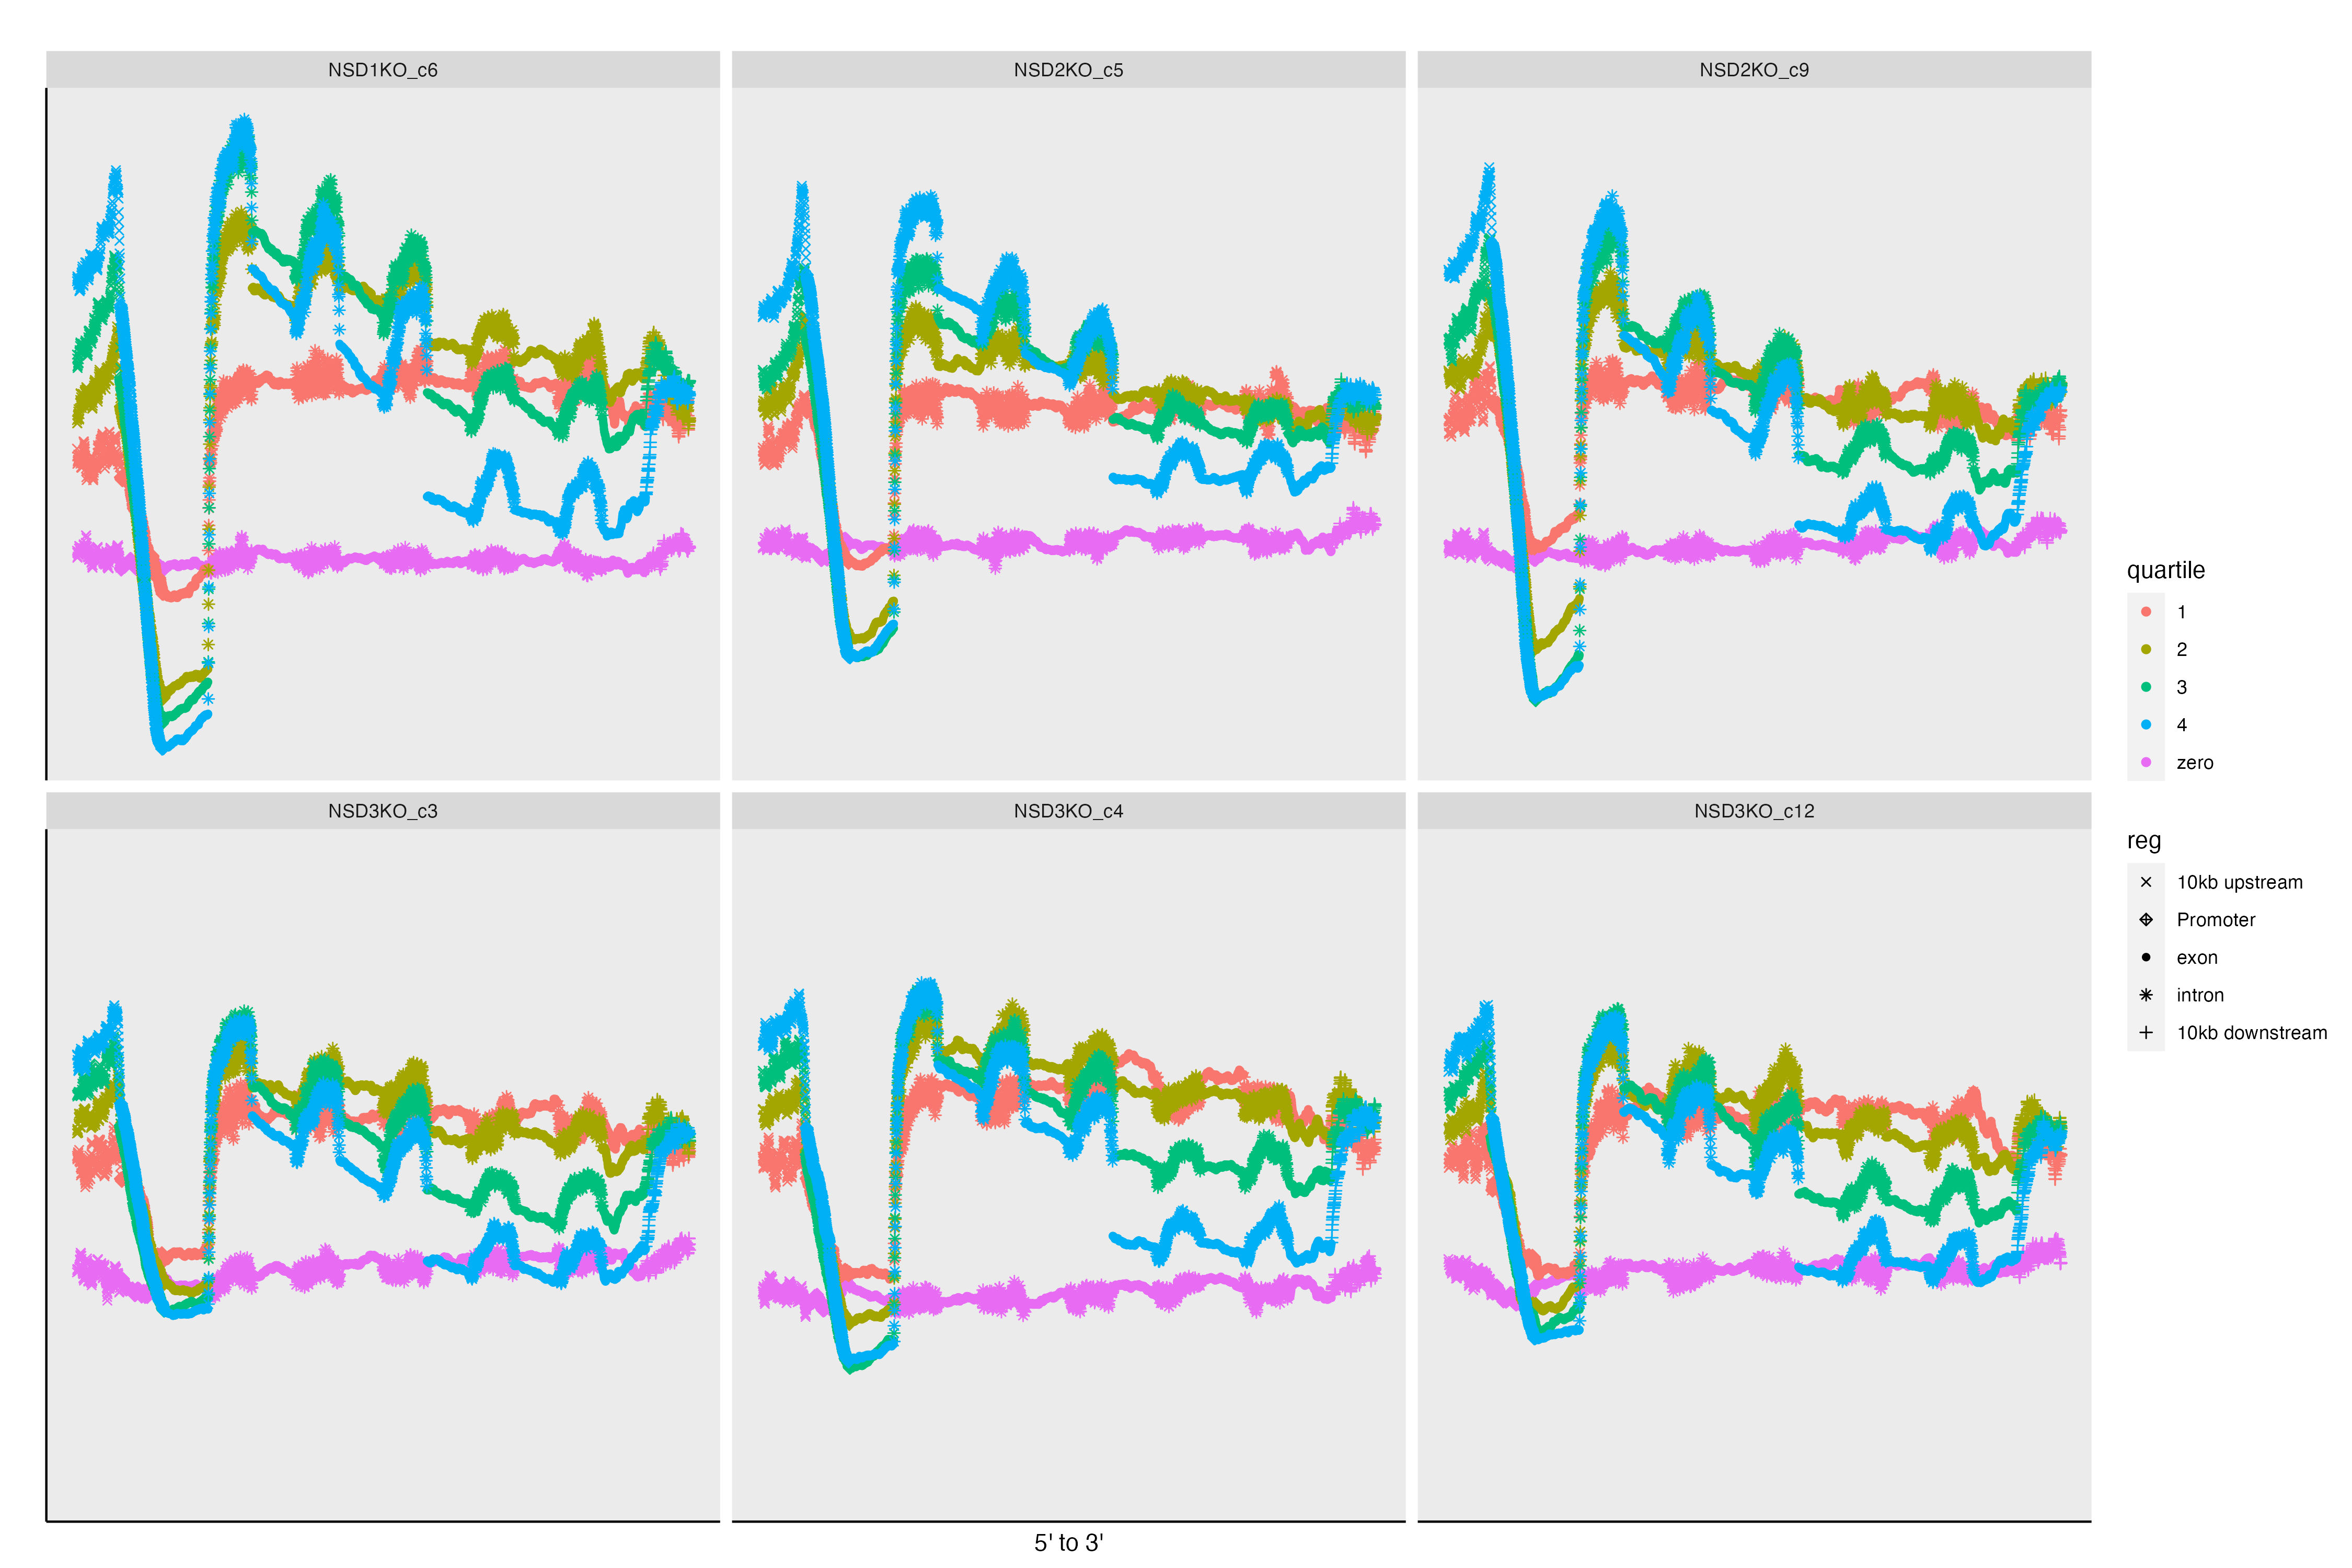 NSD1KO_c6
NSD2KO_c5
NSD2KO_c9
NSD3KO_c3
NSD3KO_c4
NSD3KO_c12
5' to 3'
quartile
1
2
3
4
zero
reg
10kb upstream
Promoter
exon
intron
10kb downstream